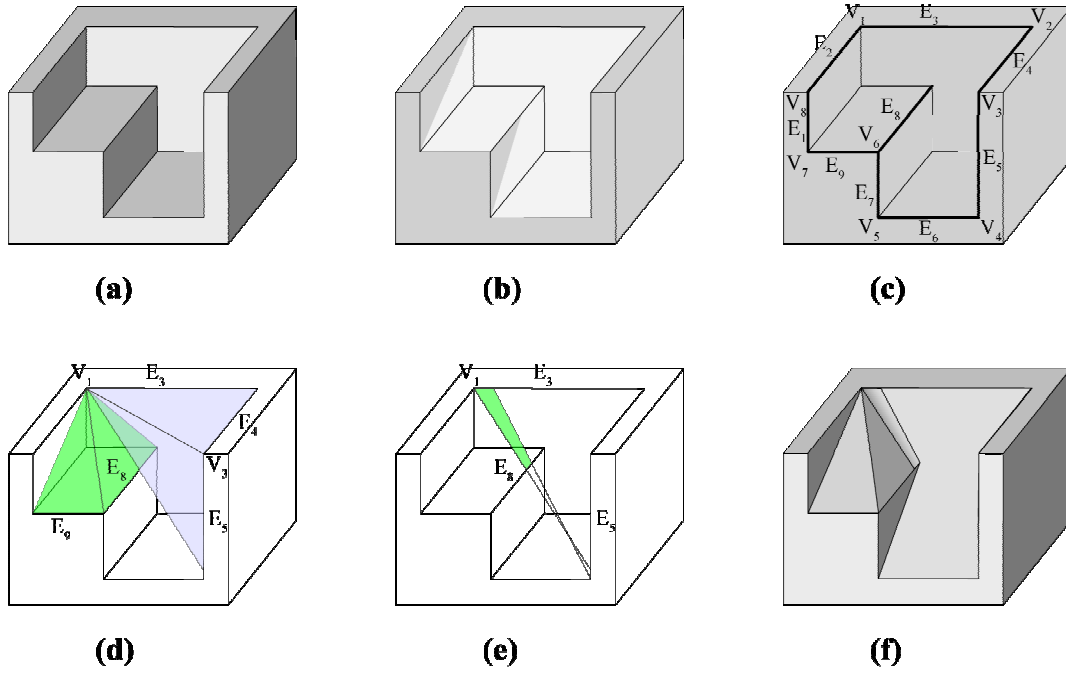 V1 E3 V2
E2
E4
V8 E8 V3
E1 V6
V7 E9 E5
E7
V5 E6 V4
(a) (b) (c)
V1 E3 V1 E3
E4
E8 V3 E8
E9 E5 E5
(d) (e) (f)